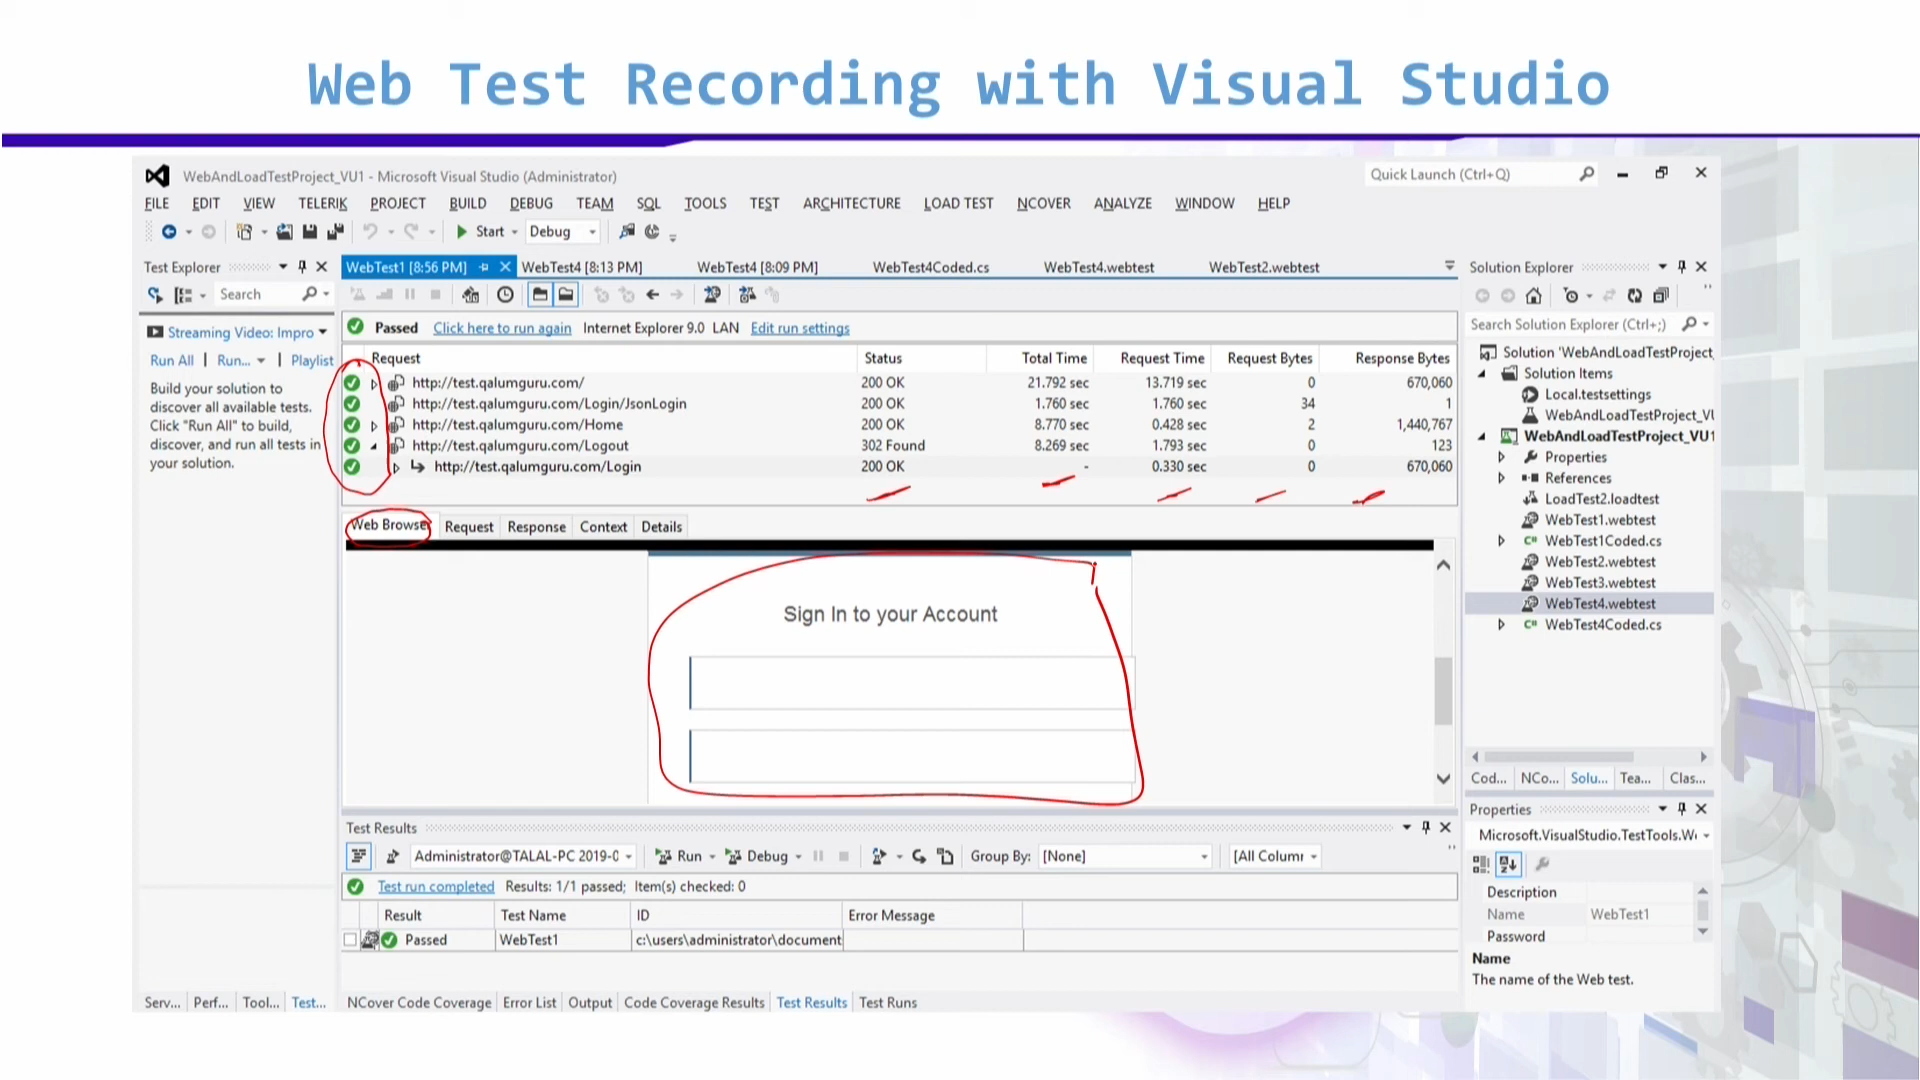 Web Test Recording with Visual Studio
WebAndLoadTestProject_VU1 - Microsoft Visual Studio (Administrator)
Quick Launch (Ctrl+Q)
FILE EDIT VIEW TELERIK PROJECT BUILD DEBUG TEAM SQL TOOLS TEST ARCHITECTURE LOAD TEST NCOVER ANALYZE WINDOW HELP
Start Debug
Test Explorer
Search
Streaming Video: Impro
Run All | Run... | Playlist
Build your solution to
discover all available tests.
Click "Run All" to build,
discover, and run all tests in
your solution.
WebTest1 [8:56 PM] WebTest4 [8:13 PM] WebTest4 [8:09 PM] WebTest4Coded.cs WebTest4.webtest WebTest2.webtest
Passed Click here to run again Internet Explorer 9.0 LAN Edit run settings
Request Status Total Time Request Time Request Bytes Response Bytes
http://test.qalumguru.com/ 200 OK 21.792 sec 13.719 sec 0 670,060
http://test.qalumguru.com/Login/JsonLogin 200 OK 1.760 sec 1.760 sec 34 1
http://test.qalumguru.com/Home 200 OK 8.770 sec 0.428 sec 2 1,440,767
http://test.qalumguru.com/Logout 302 Found 8.269 sec 1.793 sec 0 123
http://test.qalumguru.com/Login 200 OK - 0.330 sec 0 670,060
Web Browser Request Response Context Details
Sign In to your Account
Test Results
Administrator@TALAL-PC 2019-0 Run Debug Group By: [None] [All Column
Test run completed Results: 1/1 passed; Item(s) checked: 0
Result Test Name ID Error Message
Passed WebTest1 c:\users\administrator\document
Serv... Perf... Tool... Test...
NCover Code Coverage Error List Output Code Coverage Results Test Results Test Runs
Solution Explorer
Search Solution Explorer (Ctrl+;)
Solution 'WebAndLoadTestProject_
Solution Items
Local.testsettings
WebAndLoadTestProject_VU
WebAndLoadTestProject_VU1
Properties
References
LoadTest2.loadtest
WebTest1.webtest
C# WebTest1Coded.cs
WebTest2.webtest
WebTest3.webtest
WebTest4.webtest
C# WebTest4Coded.cs
Cod... NCo... Solu... Tea... Clas...
Properties
Microsoft.VisualStudio.TestTools.W
Description
Name WebTest1
Password
Name
The name of the Web test.